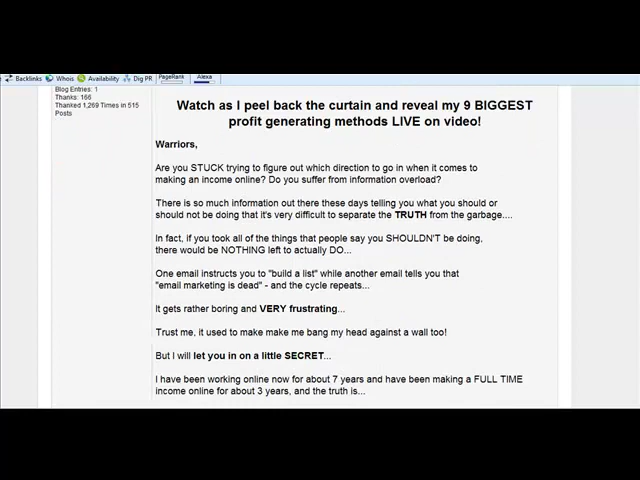 Backlinks Whois Availability Dig PR PageRank Alexa
Blog Entries: 1
Thanks: 166
Thanked 1,269 Times in 515
Posts
Watch as I peel back the curtain and reveal my 9 BIGGEST
profit generating methods LIVE on video!
Warriors,
Are you STUCK trying to figure out which direction to go in when it comes to
making an income online? Do you suffer from information overload?
There is so much information out there these days telling you what you should or
should not be doing that it's very difficult to separate the TRUTH from the garbage....
In fact, if you took all of the things that people say you SHOULDN'T be doing,
there would be NOTHING left to actually DO...
One email instructs you to "build a list" while another email tells you that
"email marketing is dead" - and the cycle repeats...
It gets rather boring and VERY frustrating...
Trust me, it used to make make me bang my head against a wall too!
But I will let you in on a little SECRET...
I have been working online now for about 7 years and have been making a FULL TIME
income online for about 3 years, and the truth is...